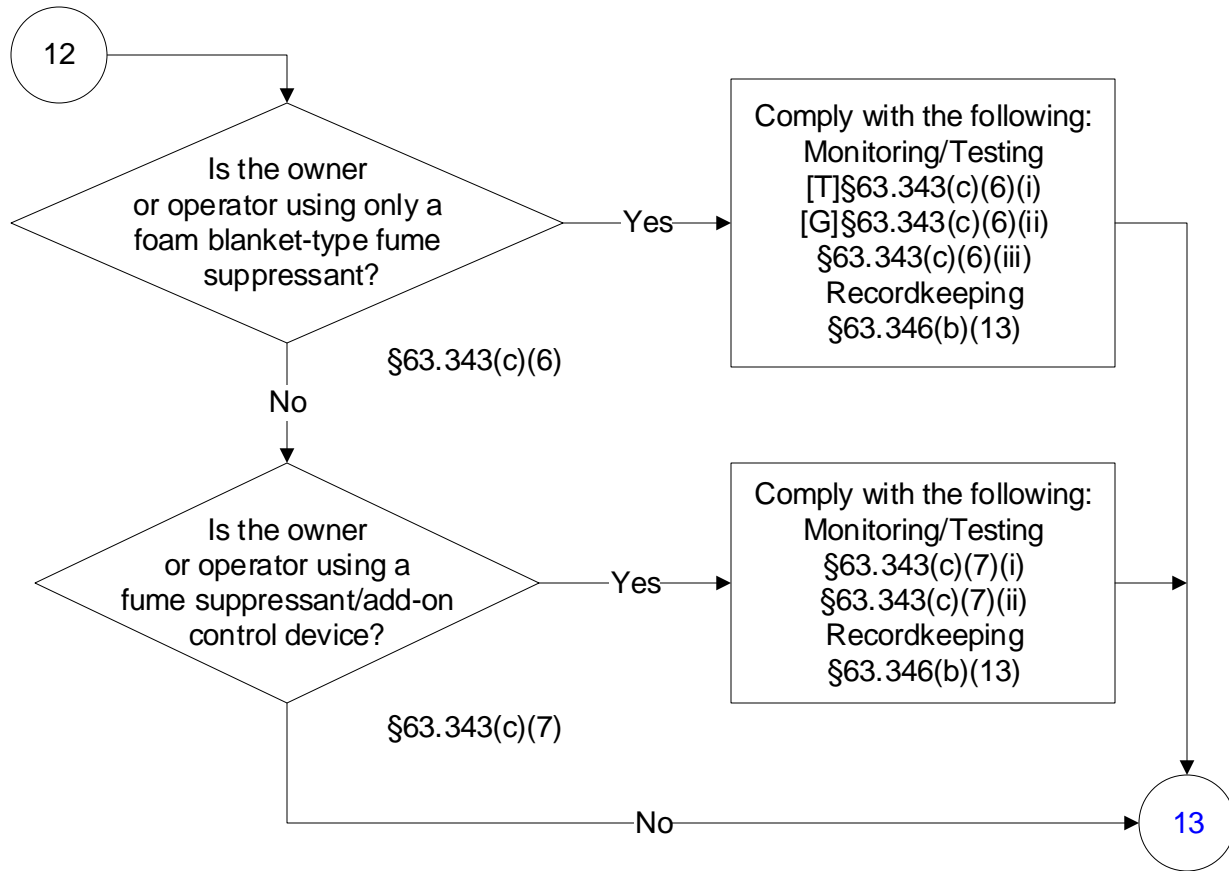 12
Is the owner
or operator using only a
foam blanket-type fume
suppressant?
Yes
Comply with the following:
Monitoring/Testing
[T]§63.343(c)(6)(i)
[G]§63.343(c)(6)(ii)
§63.343(c)(6)(iii)
Recordkeeping
§63.346(b)(13)
§63.343(c)(6)
No
Is the owner
or operator using a
fume suppressant/add-on
control device?
Yes
Comply with the following:
Monitoring/Testing
§63.343(c)(7)(i)
§63.343(c)(7)(ii)
Recordkeeping
§63.346(b)(13)
§63.343(c)(7)
No
13